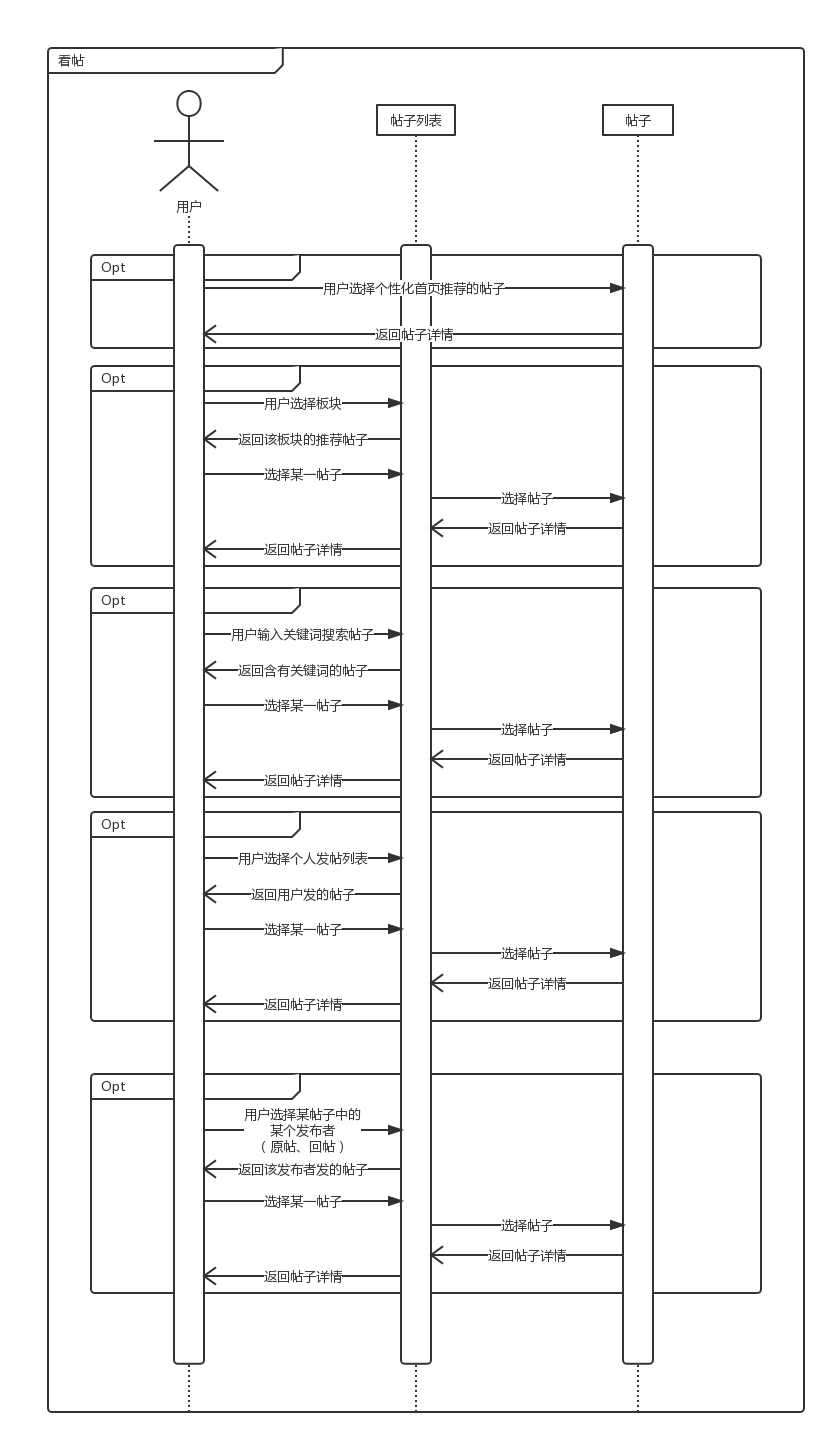 看帖
帖子列表
帖子
用户
Opt
用户选择个性化首页推荐的帖子
返回帖子详情
Opt
用户选择板块
返回该板块的推荐帖子
选择某一帖子
选择帖子
返回帖子详情
返回帖子详情
Opt
用户输入关键词搜索帖子
返回含有关键词的帖子
选择某一帖子
选择帖子
返回帖子详情
返回帖子详情
Opt
用户选择个人发帖列表
返回用户发的帖子
选择某一帖子
选择帖子
返回帖子详情
返回帖子详情
Opt
用户选择某帖子中的
某个发布者
（原帖、回帖）
返回该发布者发的帖子
选择某一帖子
选择帖子
返回帖子详情
返回帖子详情